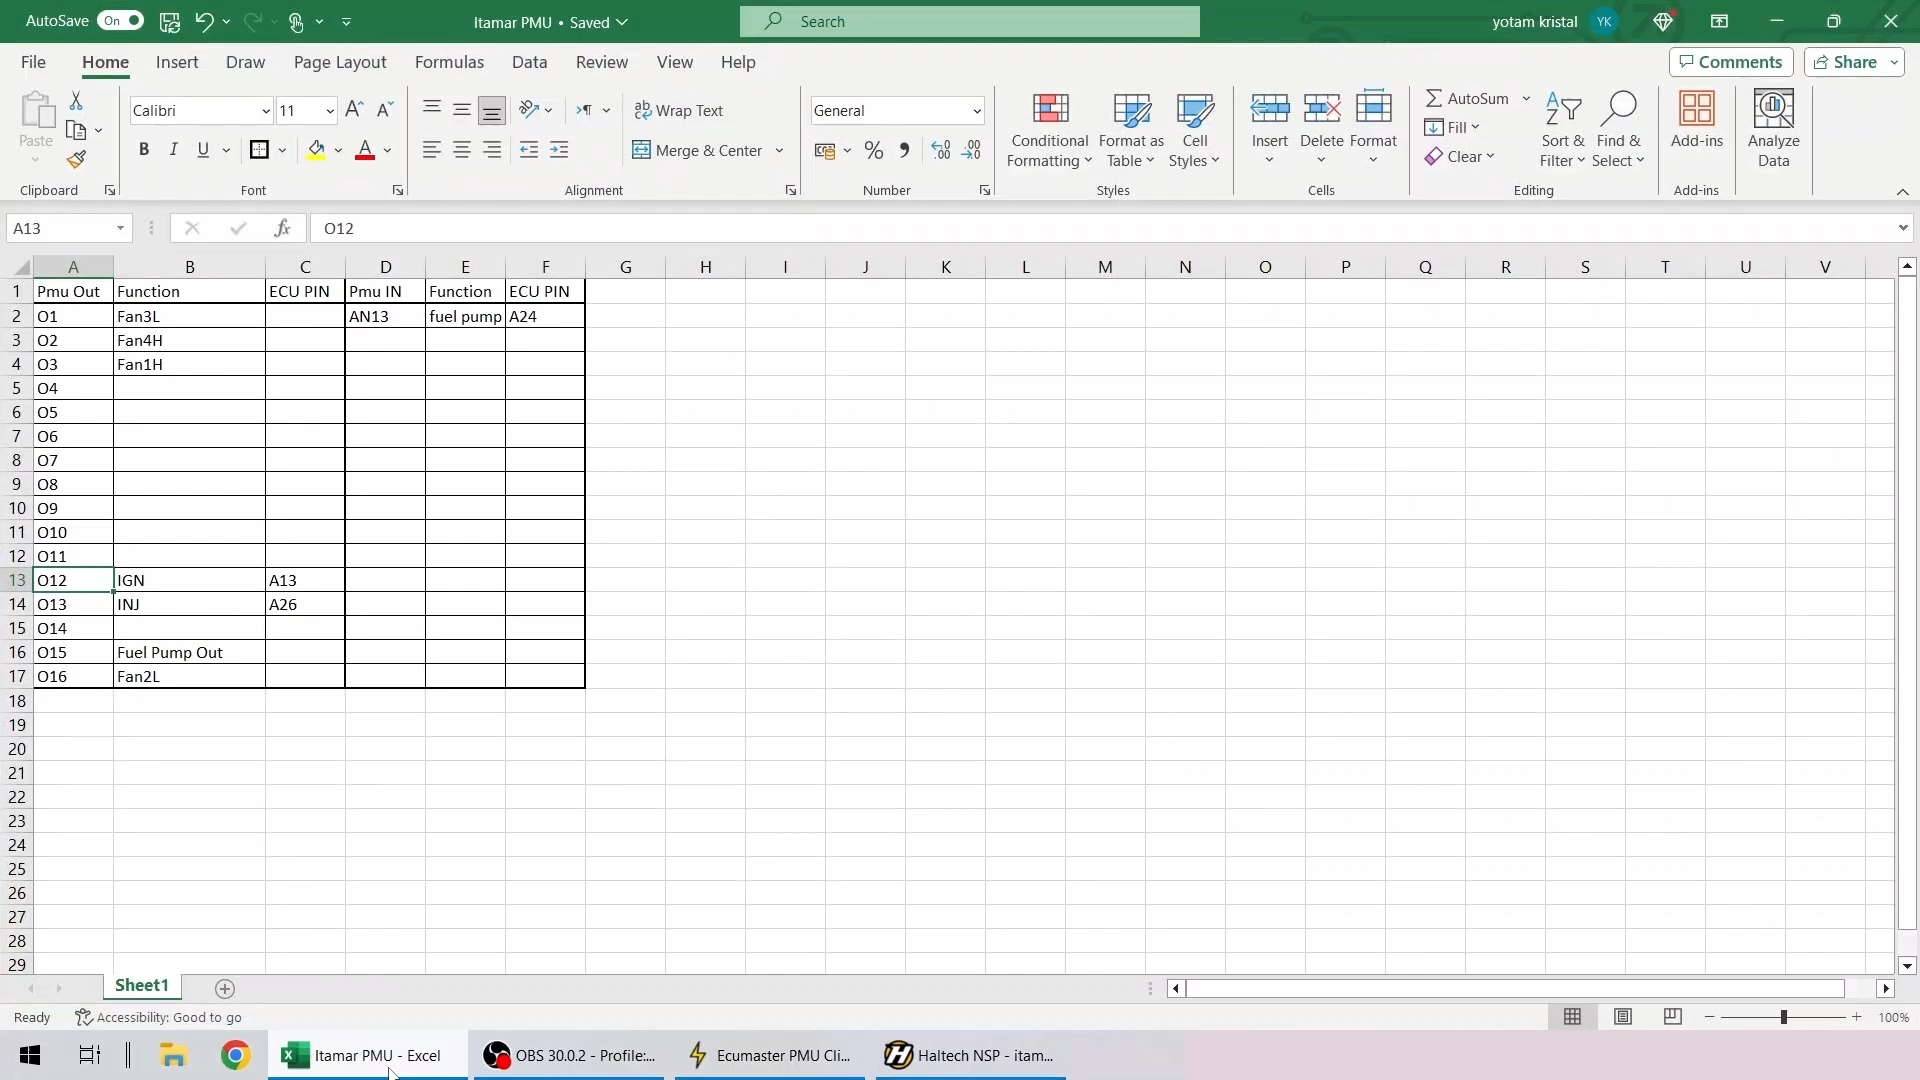 AutoSave On Itamar PMU • Saved Search yotam kristal YK
File Home Insert Draw Page Layout Formulas Data Review View Help Comments Share
Paste Calibri 11 Wrap Text General Conditional Formatting Format as Table Cell Styles Insert Delete Format AutoSum Fill Clear Sort & Filter Find & Select Add-ins Analyze Data
B I U Merge & Center
Clipboard Font Alignment Number Styles Cells Editing Add-ins
A13 fx O12
A B C D E F G H I J K L M N O P Q R S T U V
1 Pmu Out Function ECU PIN Pmu IN Function ECU PIN
2 O1 Fan3L AN13 fuel pump A24
3 O2 Fan4H
4 O3 Fan1H
5 O4
6 O5
7 O6
8 O7
9 O8
10 O9
11 O10
12 O11
13 O12 IGN A13
14 O13 INJ A26
15 O14
16 O15 Fuel Pump Out
17 O16 Fan2L
18
19
20
21
22
23
24
25
26
27
28
29
Sheet1
Ready Accessibility: Good to go 100%
Itamar PMU - Excel OBS 30.0.2 - Profile:... Ecumaster PMU Cli... Haltech NSP - itam...